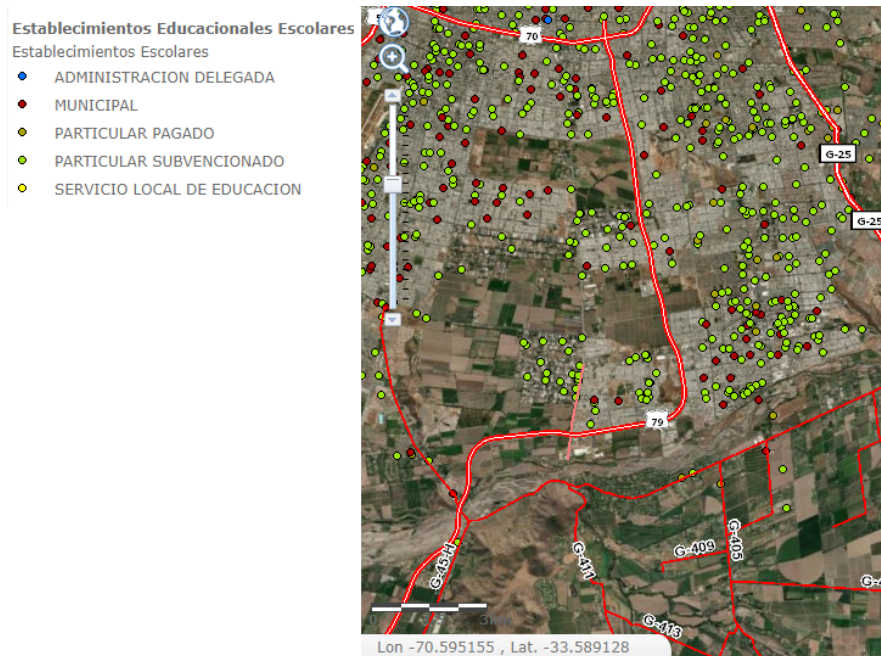 Establecimientos Educacionales Escolares
Establecimientos Escolares
ADMINISTRACION DELEGADA
MUNICIPAL
PARTICULAR PAGADO
PARTICULAR SUBVENCIONADO
SERVICIO LOCAL DE EDUCACION
70
G-25
G-25
79
G-45-H
G-411
G-409
G-405
G-413
Lon -70.595155 , Lat. -33.589128